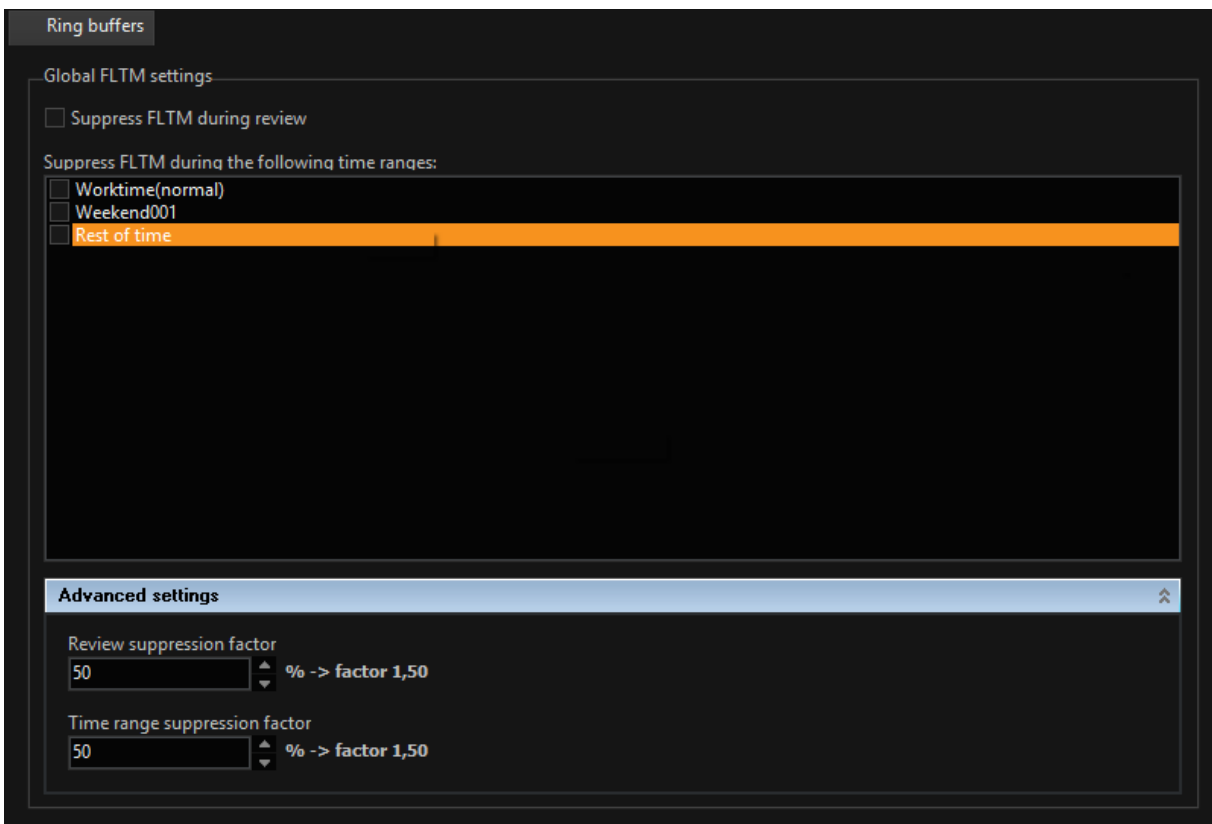 Ring buffers
Global FLTM settings
Suppress FLTM during review
Suppress FLTM during the following time ranges:
Worktime(normal)
Weekend001
Rest of time
Advanced settings
Review suppression factor
50 % -> factor 1,50
Time range suppression factor
50 % -> factor 1,50